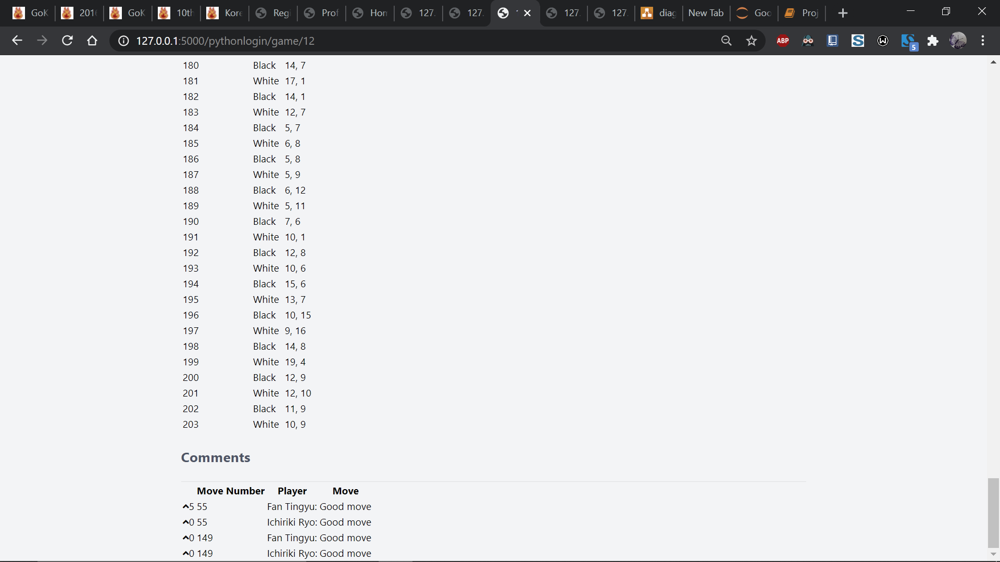 GoK 2016 GoK 10th Kore Regi Prof Hom 127. 127. 127. 127. diag New Tab Goo Proj
127.0.0.1:5000/pythonlogin/game/12 ABP S W 5
180 Black 14, 7
181 White 17, 1
182 Black 14, 1
183 White 12, 7
184 Black 5, 7
185 White 6, 8
186 Black 5, 8
187 White 5, 9
188 Black 6, 12
189 White 5, 11
190 Black 7, 6
191 White 10, 1
192 Black 12, 8
193 White 10, 6
194 Black 15, 6
195 White 13, 7
196 Black 10, 15
197 White 9, 16
198 Black 14, 8
199 White 19, 4
200 Black 12, 9
201 White 12, 10
202 Black 11, 9
203 White 10, 9
Comments
Move Number Player Move
5 55 Fan Tingyu: Good move
0 55 Ichiriki Ryo: Good move
0 149 Fan Tingyu: Good move
0 149 Ichiriki Ryo: Good move